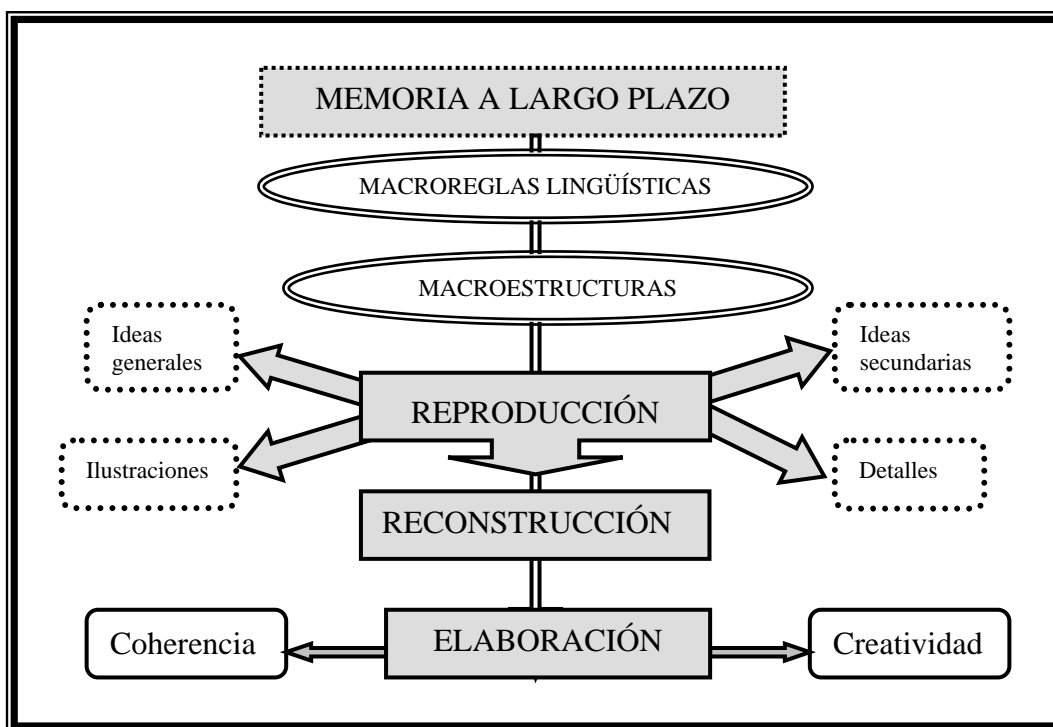 MEMORIA A LARGO PLAZO
MACROREGLAS LINGÜÍSTICAS
MACROESTRUCTURAS
Ideas
generales
Ideas
secundarias
REPRODUCCIÓN
Ilustraciones
Detalles
RECONSTRUCCIÓN
Coherencia
ELABORACIÓN
Creatividad